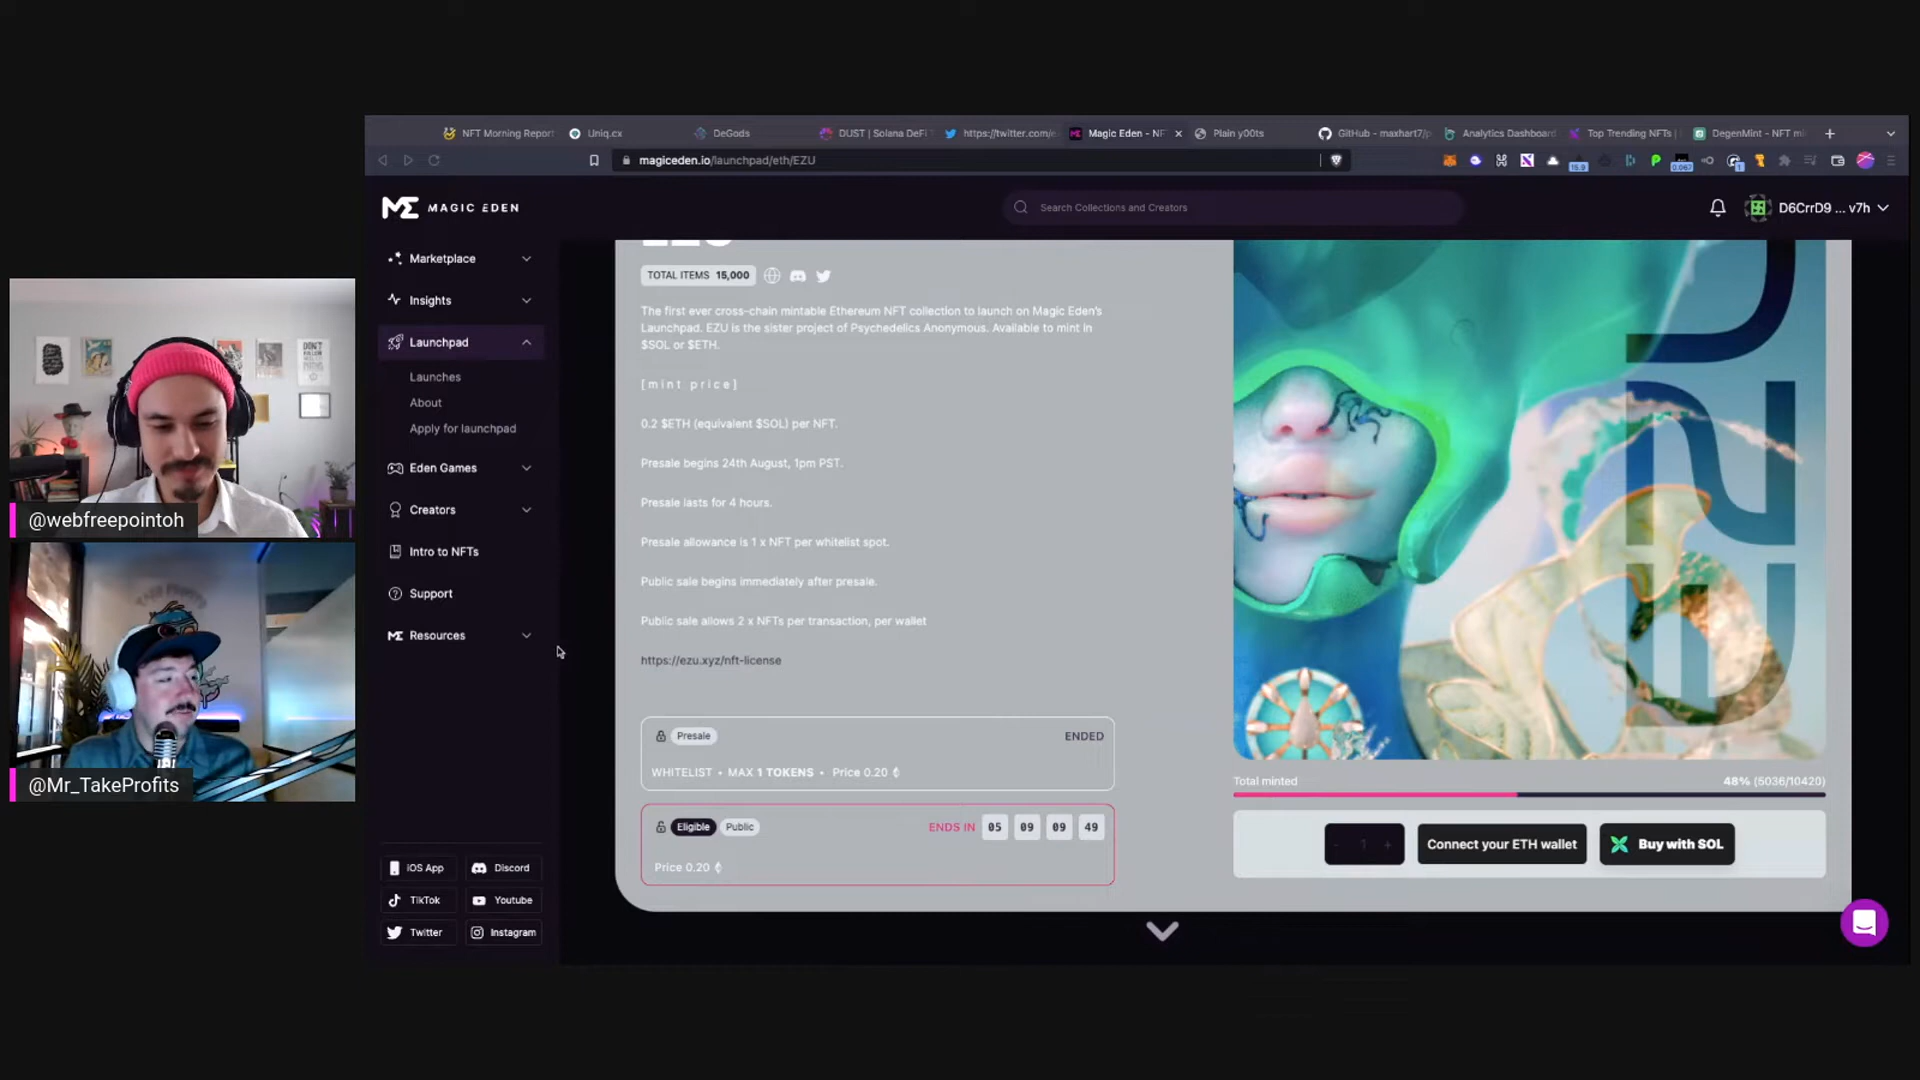 NFT Morning Report
Uniq.cx
DeGods
DUST | Solana DeFi T
https://twitter.com/e
Magic Eden - NF
Plain y00ts
GitHub - maxhart7/p
Analytics Dashboard
Top Trending NFTs |
DegenMint - NFT mi
magiceden.io/launchpad/eth/EZU
MAGIC EDEN
Search Collections and Creators
D6CrrD9 ... v7h
Marketplace
Insights
Launchpad
Launches
About
Apply for launchpad
Eden Games
Creators
Intro to NFTs
Support
Resources
iOS App
Discord
TikTok
Youtube
Twitter
Instagram
EZU
TOTAL ITEMS 15,000
The first ever cross-chain mintable Ethereum NFT collection to launch on Magic Eden's
Launchpad. EZU is the sister project of Psychedelics Anonymous. Available to mint in
$SOL or $ETH.
[mint price]
0.2 $ETH (equivalent $SOL) per NFT.
Presale begins 24th August, 1pm PST.
Presale lasts for 4 hours.
Presale allowance is 1 x NFT per whitelist spot.
Public sale begins immediately after presale.
Public sale allows 2 x NFTs per transaction, per wallet
https://ezu.xyz/nft-license
Presale
ENDED
WHITELIST • MAX 1 TOKENS • Price 0.20
Eligible Public
ENDS IN 05 09 09 49
Price 0.20
Total minted
48% (5036/10420)
- 1 +
Connect your ETH wallet
Buy with SOL
@webfreepointoh
@Mr_TakeProfits